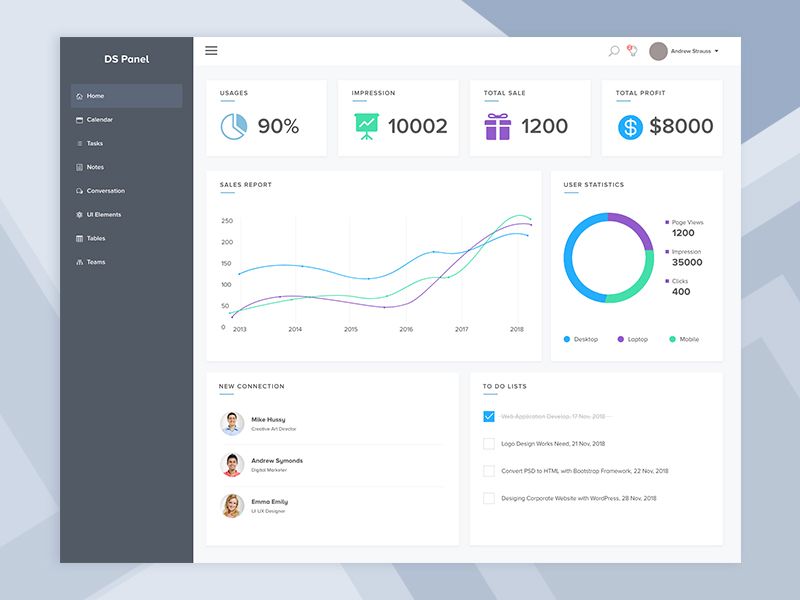 DS Panel
Home
Calendar
Tasks
Notes
Conversation
UI Elements
Tables
Teams
Andrew Strauss
USAGES
90%
IMPRESSION
10002
TOTAL SALE
1200
TOTAL PROFIT
$8000
SALES REPORT
250
200
150
100
50
0
2013 2014 2015 2016 2017 2018
USER STATISTICS
Page Views
1200
Impression
35000
Clicks
400
Desktop Laptop Mobile
NEW CONNECTION
Mike Hussy
Creative Art Director
Andrew Symonds
Digital Marketer
Emma Emily
UI UX Designer
TO DO LISTS
Web Application Develop, 17 Nov, 2018
Logo Design Works Need, 21 Nov, 2018
Convert PSD to HTML with Bootstrap Framework, 22 Nov, 2018
Desiging Corporate Website with WordPress, 28 Nov, 2018